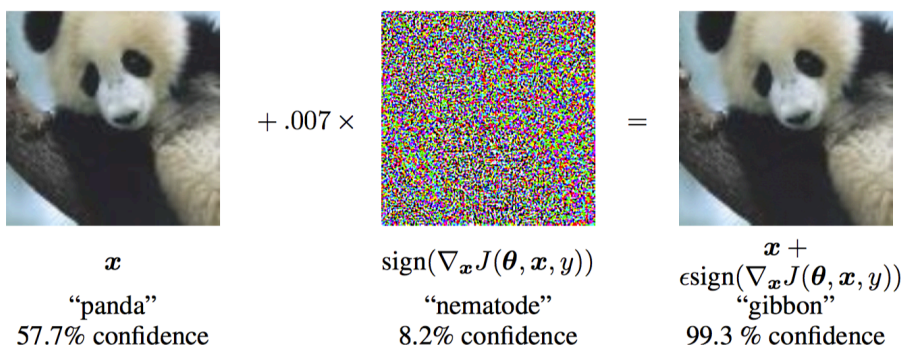 + .007 ×
=
x
sign(∇ₓJ(θ, x, y))
x +
ϵsign(∇ₓJ(θ, x, y))
“panda”
“nematode”
“gibbon”
57.7% confidence
8.2% confidence
99.3 % confidence